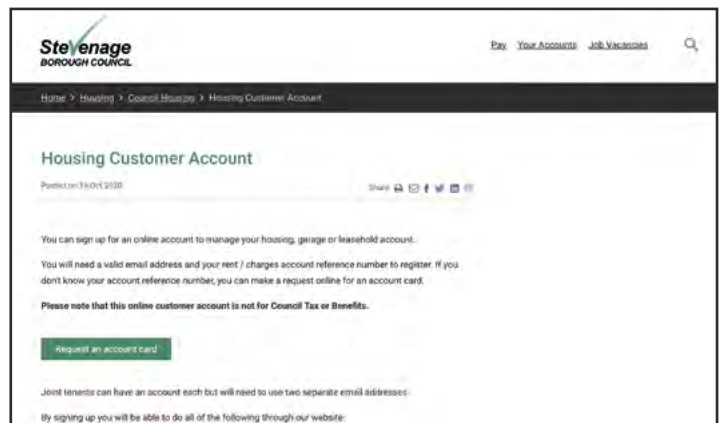 Stevenage
BOROUGH COUNCIL
Pay Your Accounts Job Vacancies
Home > Housing > Council Housing > Housing Customer Account
Housing Customer Account
Posted on Oct 2020
Share
You can sign up for an online account to manage your housing, garage or leasehold account.
You will need a valid email address and your rent / charges account reference number to register. If you
don't know your account reference number, you can make a request online for an account card.
Please note that this online customer account is not for Council Tax or Benefits.
Request an account card
Joint tenants can have an account each but will need to use two separate email addresses.
By signing up you will be able to do all of the following through our website: